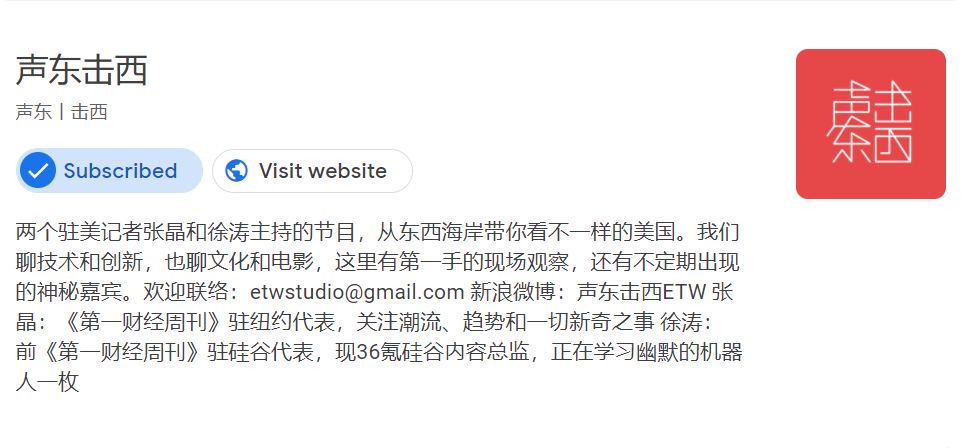 声东击西
声东丨击西
Subscribed
Visit website
声击
东西
两个驻美记者张晶和徐涛主持的节目，从东西海岸带你看不一样的美国。我们
聊技术和创新，也聊文化和电影，这里有第一手的现场观察，还有不定期出现
的神秘嘉宾。欢迎联络：etwstudio@gmail.com 新浪微博：声东击西ETW 张
晶：《第一财经周刊》驻纽约代表，关注潮流、趋势和一切新奇之事 徐涛：
前《第一财经周刊》驻硅谷代表，现36氪硅谷内容总监，正在学习幽默的机器
人一枚